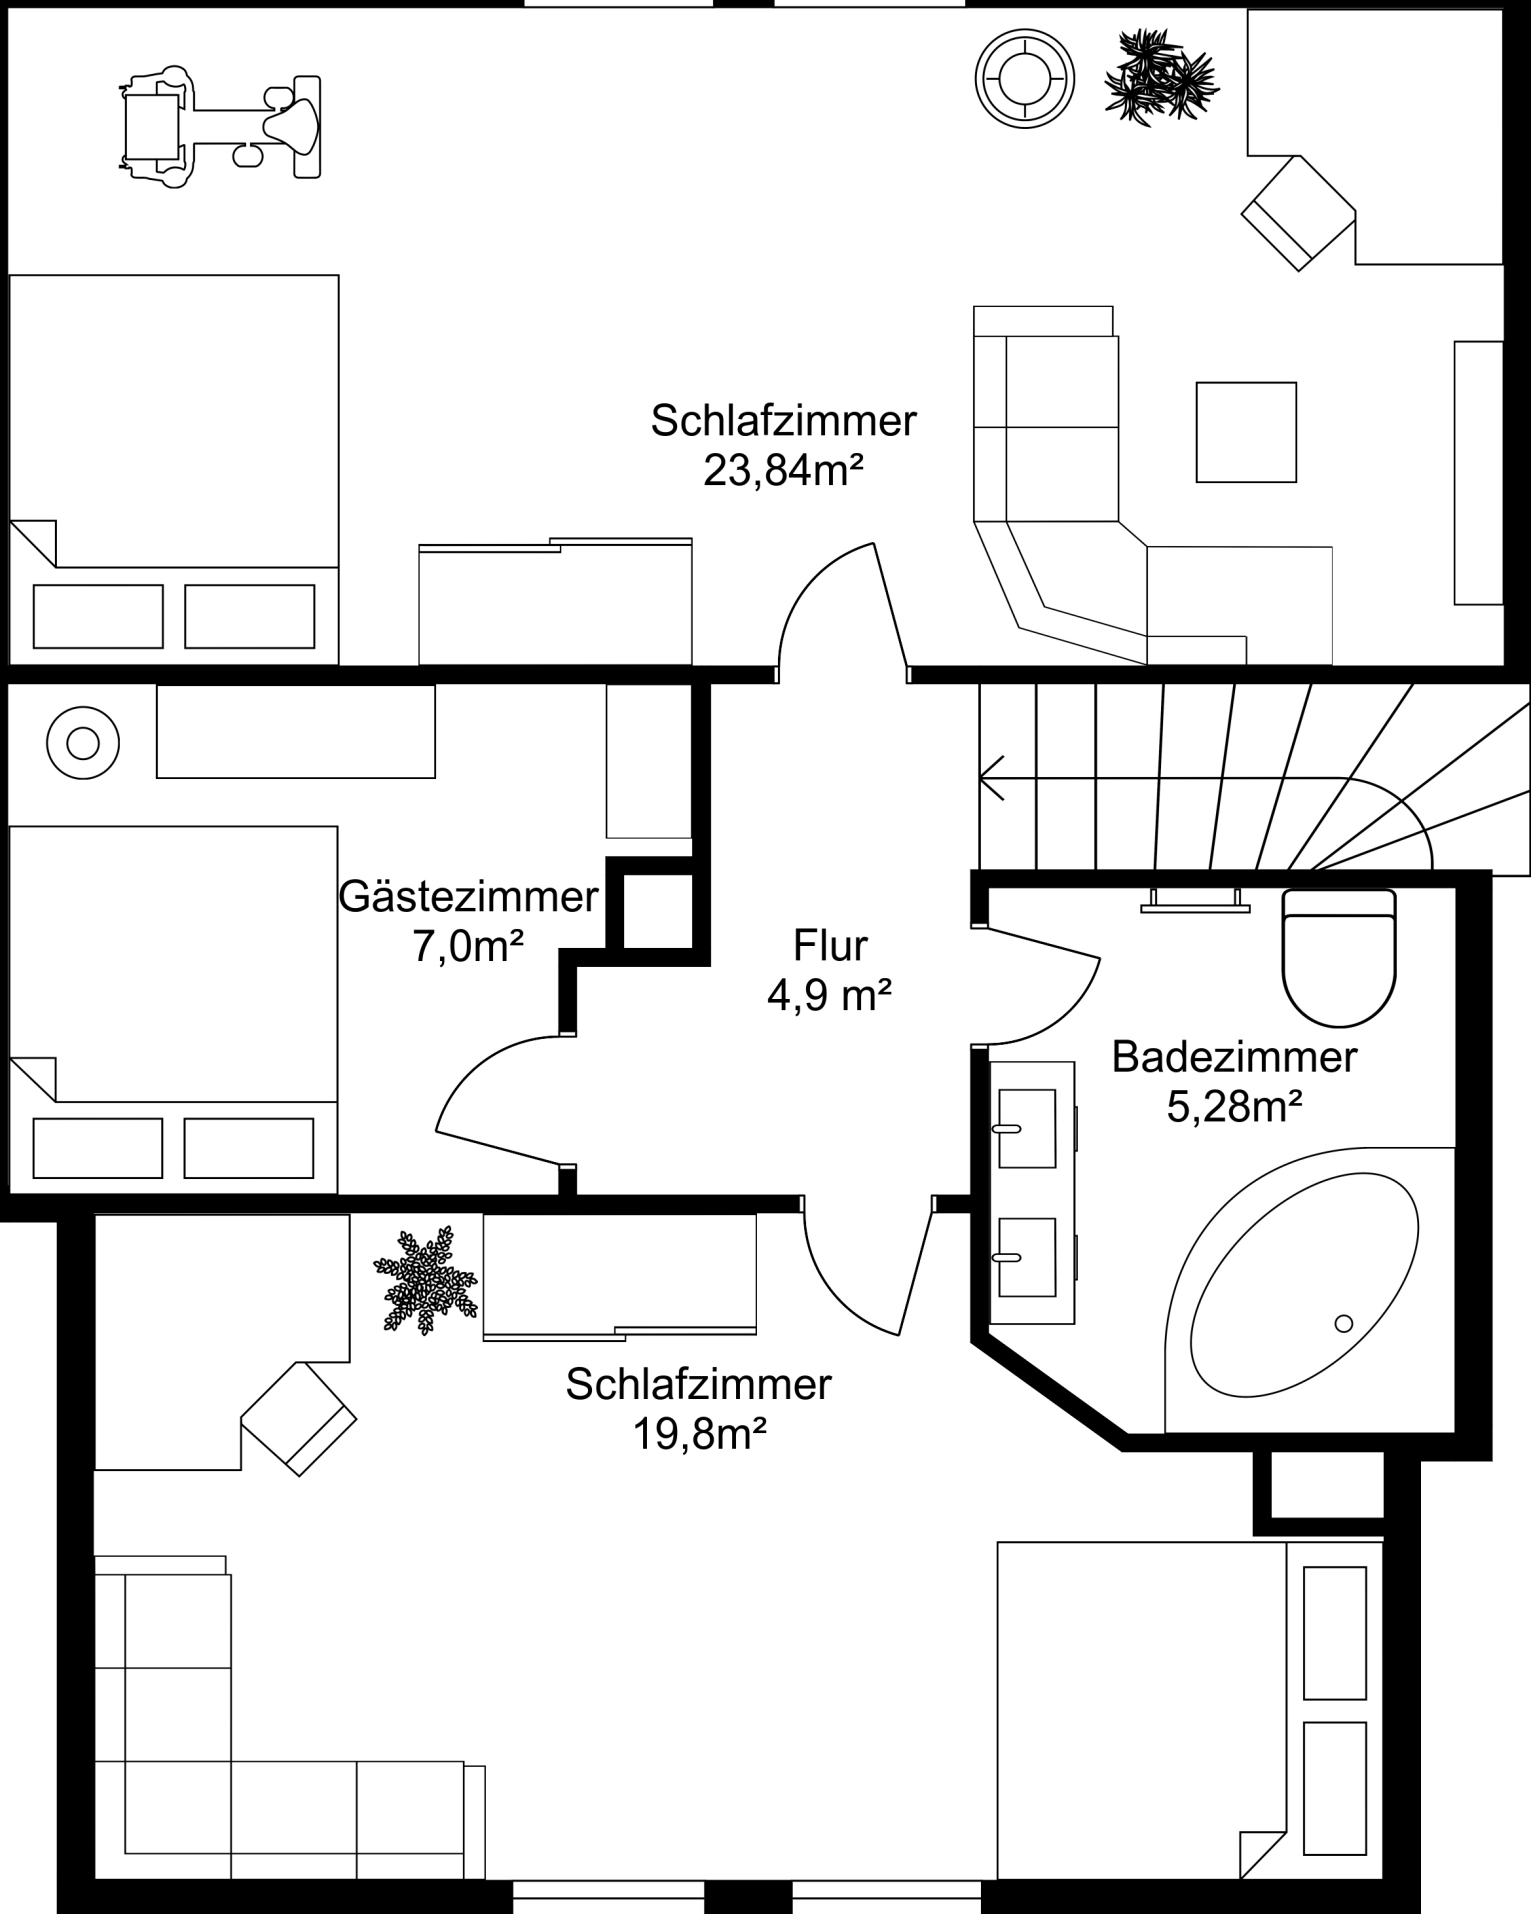 Schlafzimmer
23,84m²
Gästezimmer
7,0m²
Flur
4,9 m²
Badezimmer
5,28m²
Schlafzimmer
19,8m²